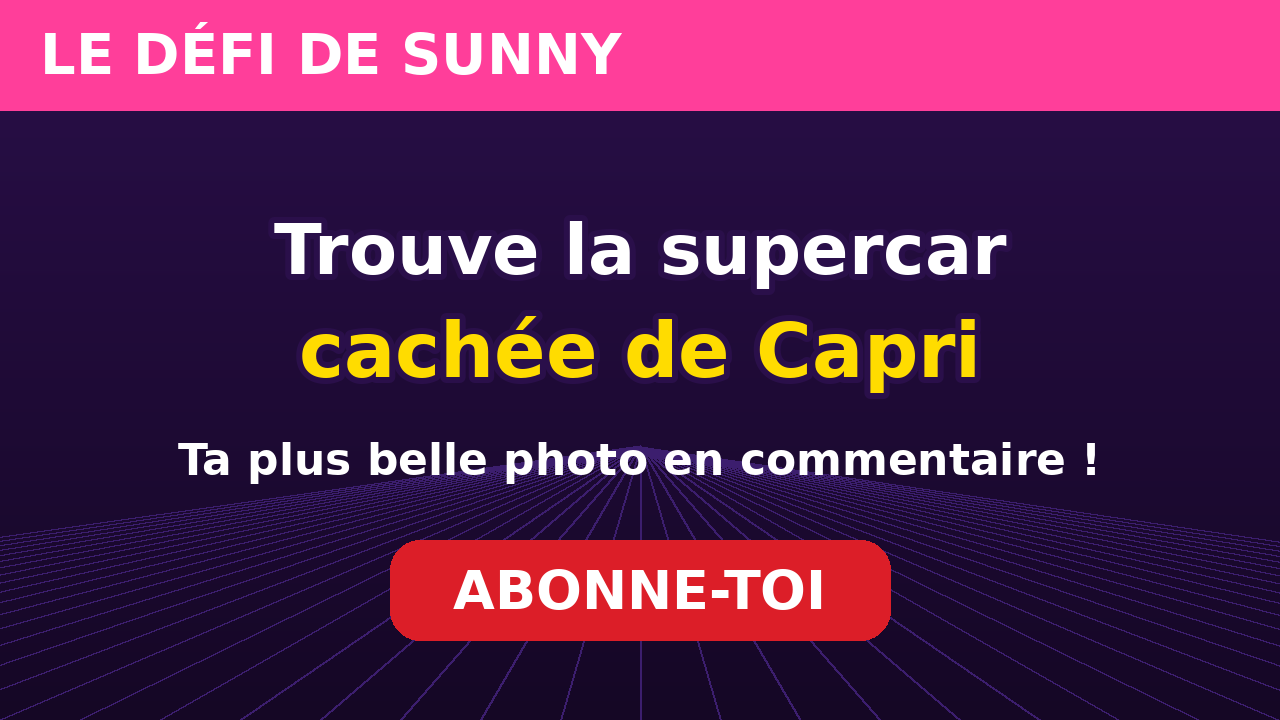 LE DÉFI DE SUNNY
Trouve la supercar
cachée de Capri
Ta plus belle photo en commentaire !
ABONNE-TOI